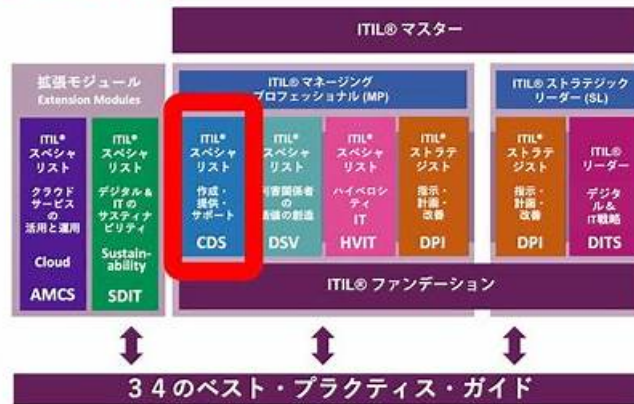 ITIL® マスター
拡張モジュール
Extension Modules
ITIL® マネージング
プロフェッショナル (MP)
ITIL® ストラテジック
リーダー (SL)
ITIL®
スペシャ
リスト
クラウド
サービス
の
活用と運用
Cloud
AMCS
ITIL®
スペシャ
リスト
デジタル &
ITの
サスティナ
ビリティ
Sustain-
ability
SDIT
ITIL®
スペシャ
リスト
作成・
提供・
サポート
CDS
ITIL®
スペシャ
リスト
利害関係者
の
価値の創造
DSV
ITIL®
スペシャ
リスト
ハイベロシ
ティ
IT
HVIT
ITIL®
ストラテ
ジスト
指示・
計画・
改善
DPI
ITIL®
ストラテ
ジスト
指示・
計画・
改善
DPI
ITIL®
リーダー
デジタ
ル＆
IT戦略
DITS
ITIL® ファンデーション
３４のベスト・プラクティス・ガイド